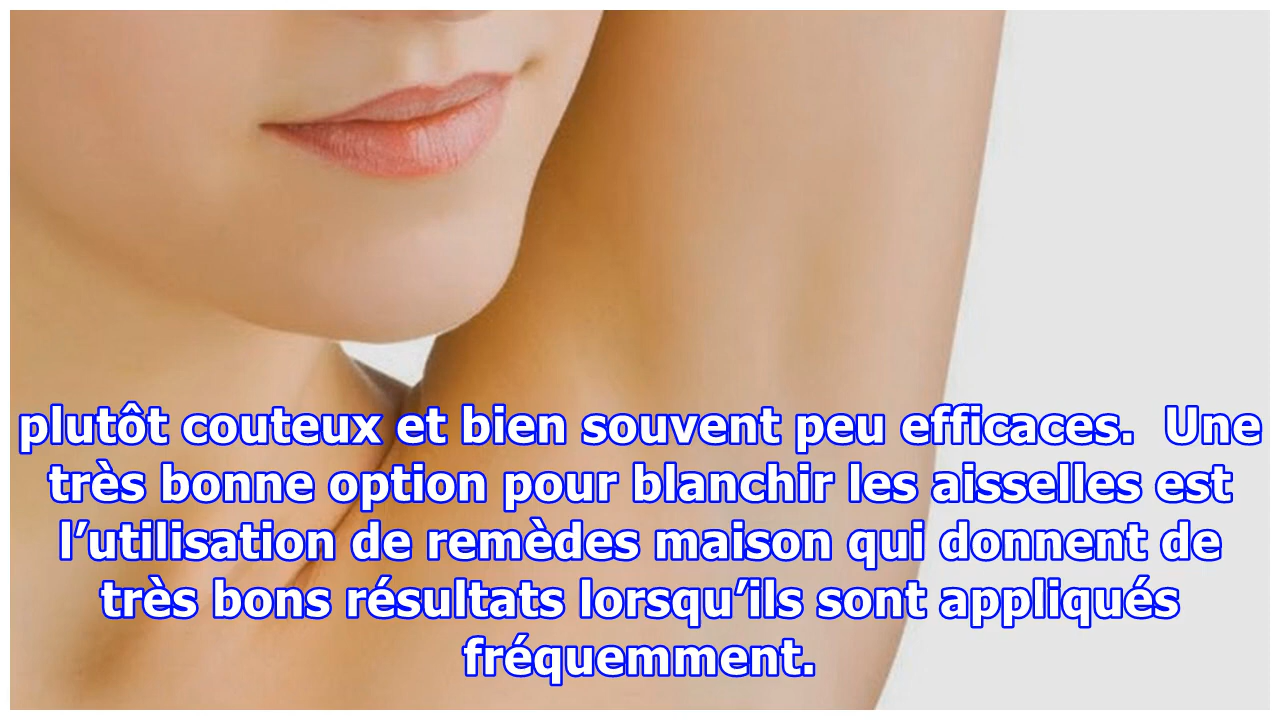 plutôt couteux et bien souvent peu efficaces.  Une
très bonne option pour blanchir les aisselles est
l’utilisation de remèdes maison qui donnent de
très bons résultats lorsqu’ils sont appliqués
fréquemment.